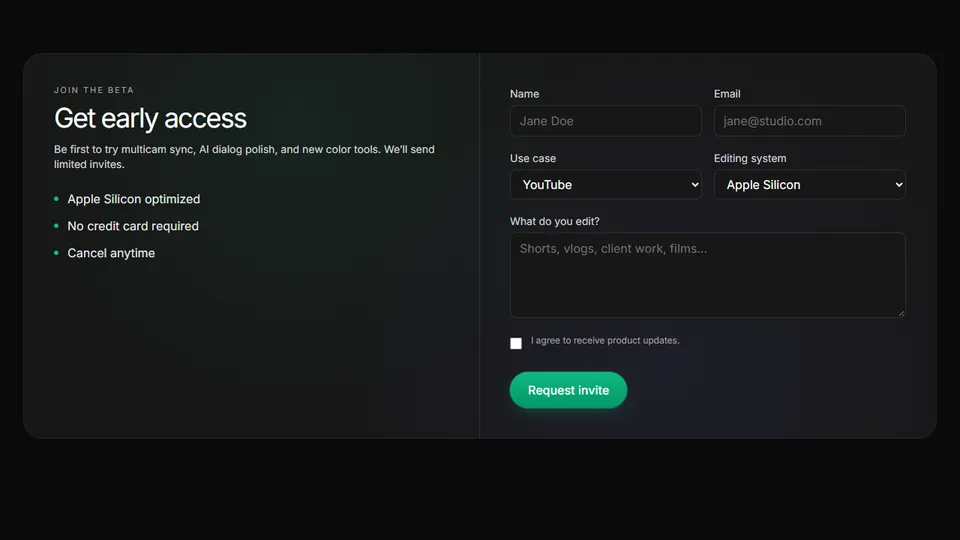 JOIN THE BETA
Get early access
Be first to try multicam sync, AI dialog polish, and new color tools. We'll send
limited invites.
Apple Silicon optimized
No credit card required
Cancel anytime
Name
Email
Jane Doe
jane@studio.com
Use case
Editing system
YouTube
Apple Silicon
What do you edit?
Shorts, vlogs, client work, films...
I agree to receive product updates.
Request invite